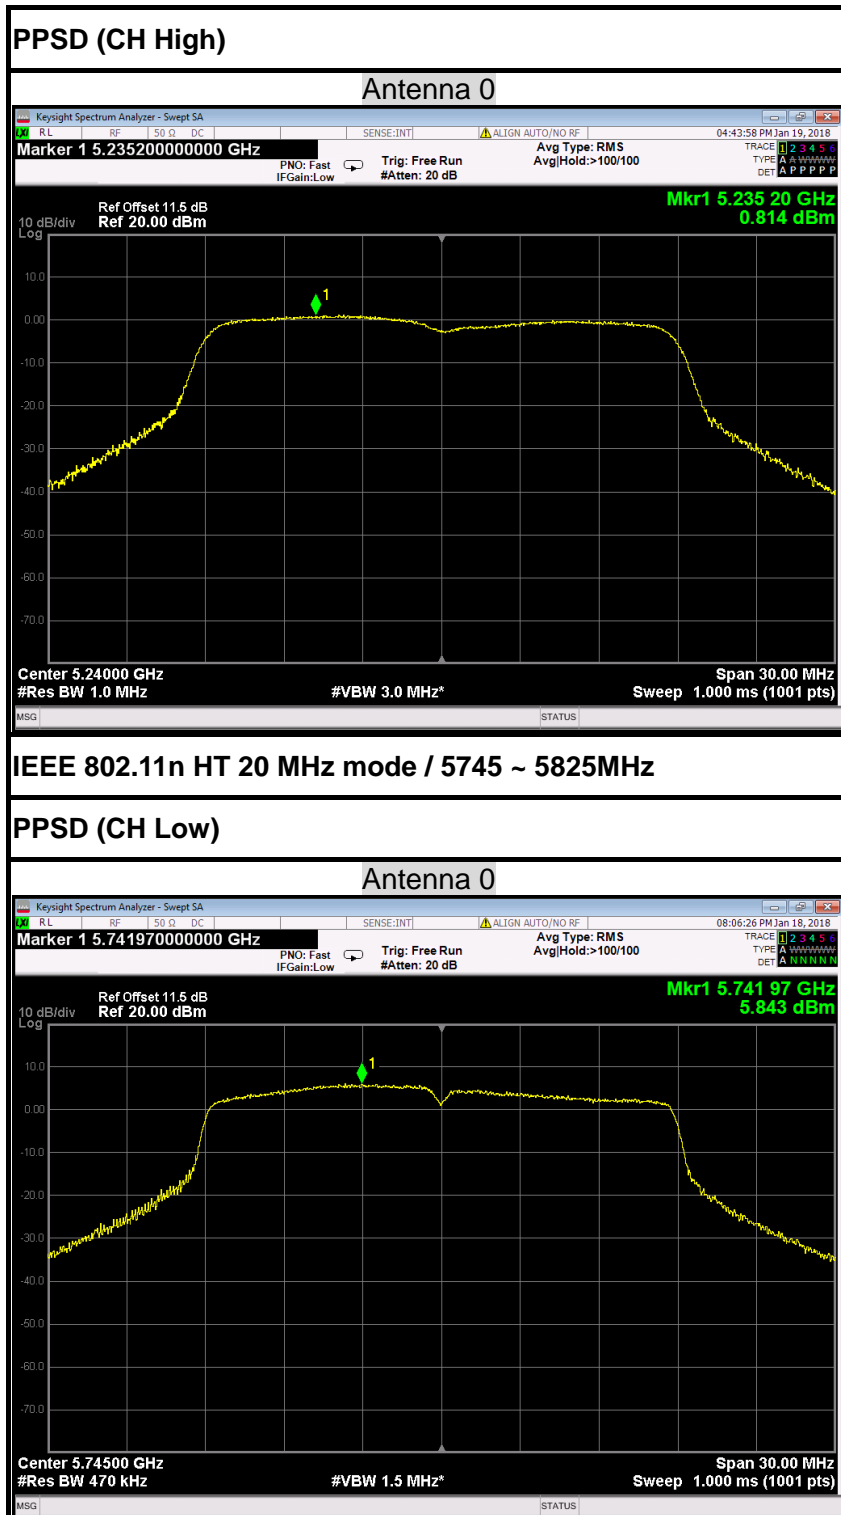 PPSD (CH High)
Antenna 0
Keysight Spectrum Analyzer - Swept SA
LXI RL RF 50 Ω DC SENSE:INT ALIGN AUTO/NO RF 04:43:58 PM Jan 19, 2018
Marker 1 5.235200000000 GHz
PNO: Fast Trig: Free Run Avg Type: RMS TRACE 1 2 3 4 5 6
IFGain:Low #Atten: 20 dB Avg|Hold:>100/100 TYPE A A WWWW
DET A P P P P P
Mkr1 5.235 20 GHz
0.814 dBm
Ref Offset 11.5 dB
10 dB/div Ref 20.00 dBm
Log
10.0
1
0.00
-10.0
-20.0
-30.0
-40.0
-50.0
-60.0
-70.0
Center 5.24000 GHz Span 30.00 MHz
#Res BW 1.0 MHz #VBW 3.0 MHz* Sweep 1.000 ms (1001 pts)
MSG STATUS
IEEE 802.11n HT 20 MHz mode / 5745 ~ 5825MHz
PPSD (CH Low)
Antenna 0
Keysight Spectrum Analyzer - Swept SA
LXI RL RF 50 Ω DC SENSE:INT ALIGN AUTO/NO RF 08:06:26 PM Jan 18, 2018
Marker 1 5.741970000000 GHz
PNO: Fast Trig: Free Run Avg Type: RMS TRACE 1 2 3 4 5 6
IFGain:Low #Atten: 20 dB Avg|Hold:>100/100 TYPE A WWWWW
DET A N N N N N
Mkr1 5.741 97 GHz
5.843 dBm
Ref Offset 11.5 dB
10 dB/div Ref 20.00 dBm
Log
10.0
1
0.00
-10.0
-20.0
-30.0
-40.0
-50.0
-60.0
-70.0
Center 5.74500 GHz Span 30.00 MHz
#Res BW 470 kHz #VBW 1.5 MHz* Sweep 1.000 ms (1001 pts)
MSG STATUS